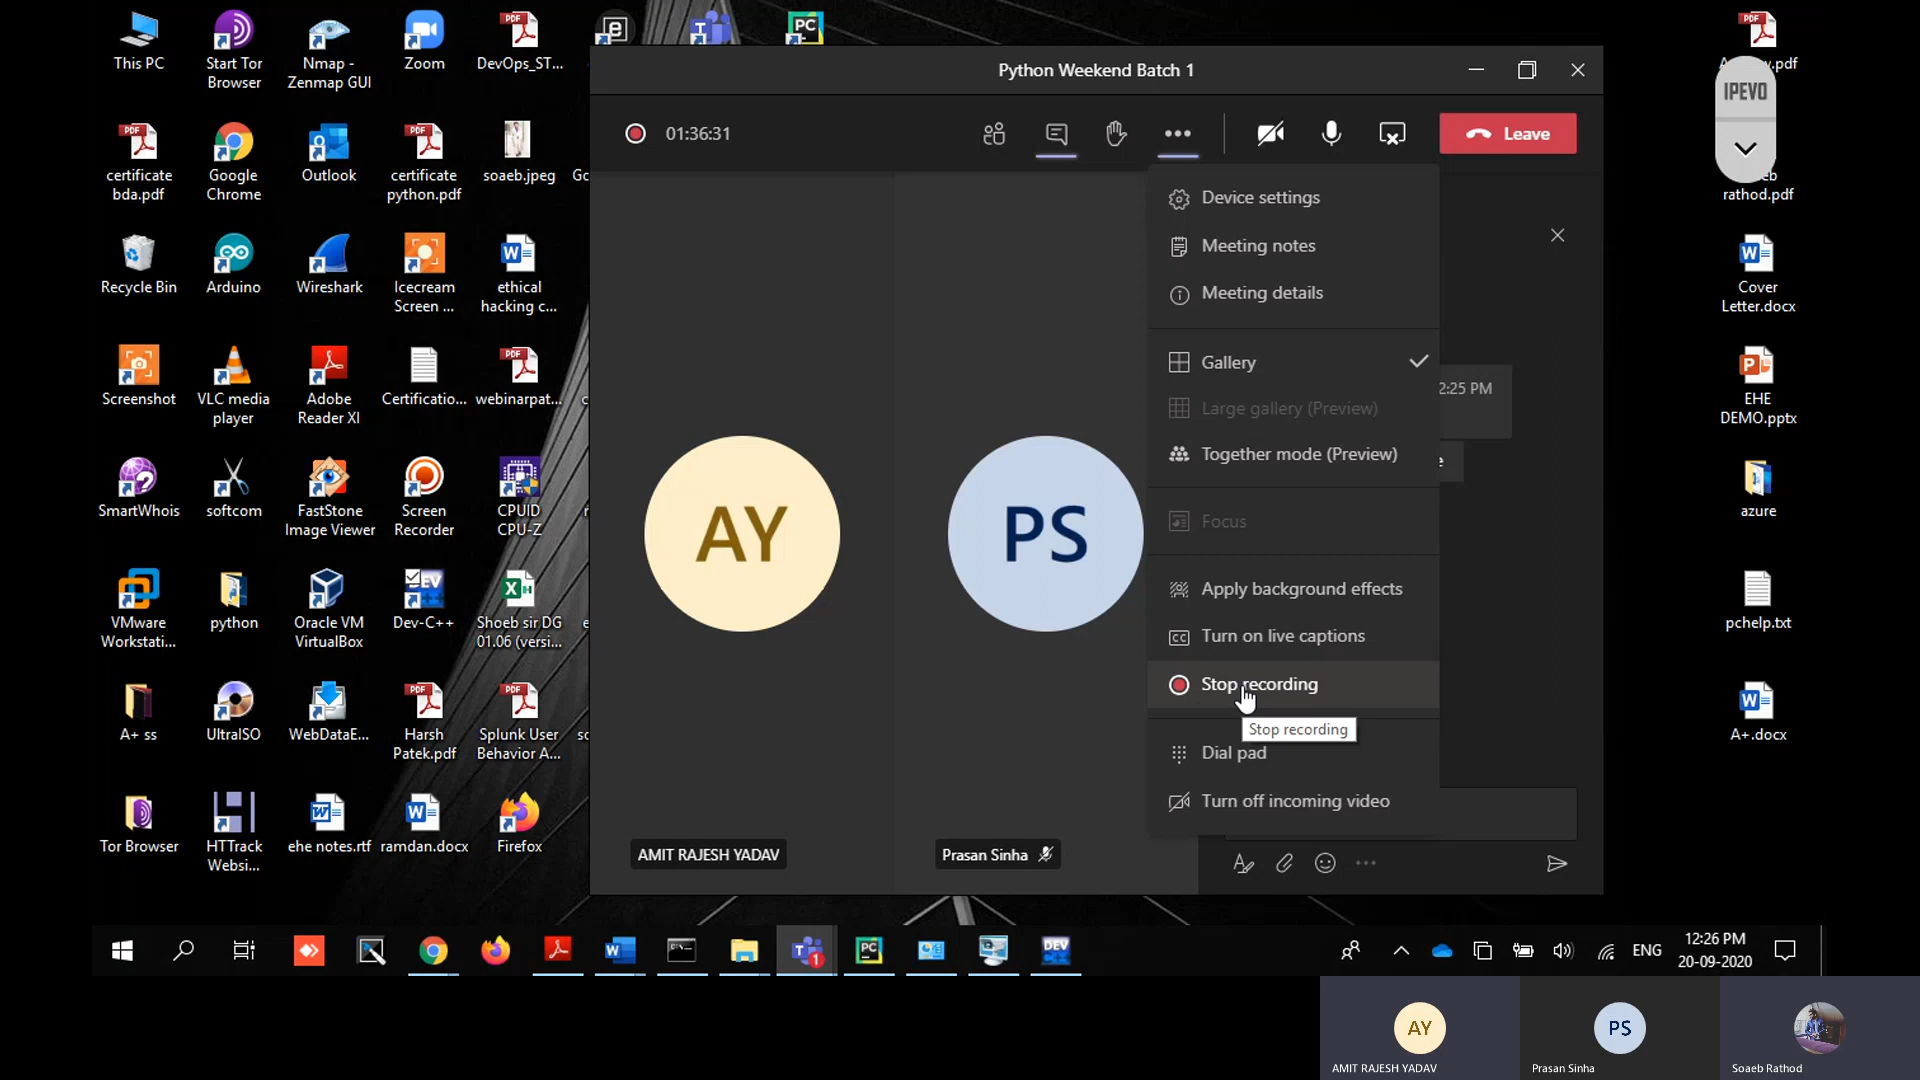 This PC
Start Tor
Browser
Nmap -
Zenmap GUI
Zoom
DevOps_ST...
certificate
bda.pdf
Google
Chrome
Outlook
certificate
python.pdf
soaeb.jpeg
Recycle Bin
Arduino
Wireshark
Icecream
Screen ...
ethical
hacking c...
Screenshot
VLC media
player
Adobe
Reader XI
Certificatio...
webinarpat...
SmartWhois
softcom
FastStone
Image Viewer
Screen
Recorder
CPUID
CPU-Z
VMware
Workstati...
python
Oracle VM
VirtualBox
Dev-C++
Shoeb sir DG
01.06 (versi...
A+ ss
UltraISO
WebDataE...
Harsh
Patek.pdf
Splunk User
Behavior A...
Tor Browser
HTTrack
Websi...
ehe notes.rtf
ramdan.docx
Firefox
Python Weekend Batch 1
01:36:31
Leave
Device settings
Meeting notes
Meeting details
Gallery
Large gallery (Preview)
Together mode (Preview)
Focus
Apply background effects
Turn on live captions
Stop recording
Stop recording
Dial pad
Turn off incoming video
2:25 PM
AY
PS
AMIT RAJESH YADAV
Prasan Sinha
IPEVO
rathod.pdf
Cover
Letter.docx
EHE
DEMO.pptx
azure
pchelp.txt
A+.docx
ENG
12:26 PM
20-09-2020
AY
PS
AMIT RAJESH YADAV
Prasan Sinha
Soaeb Rathod